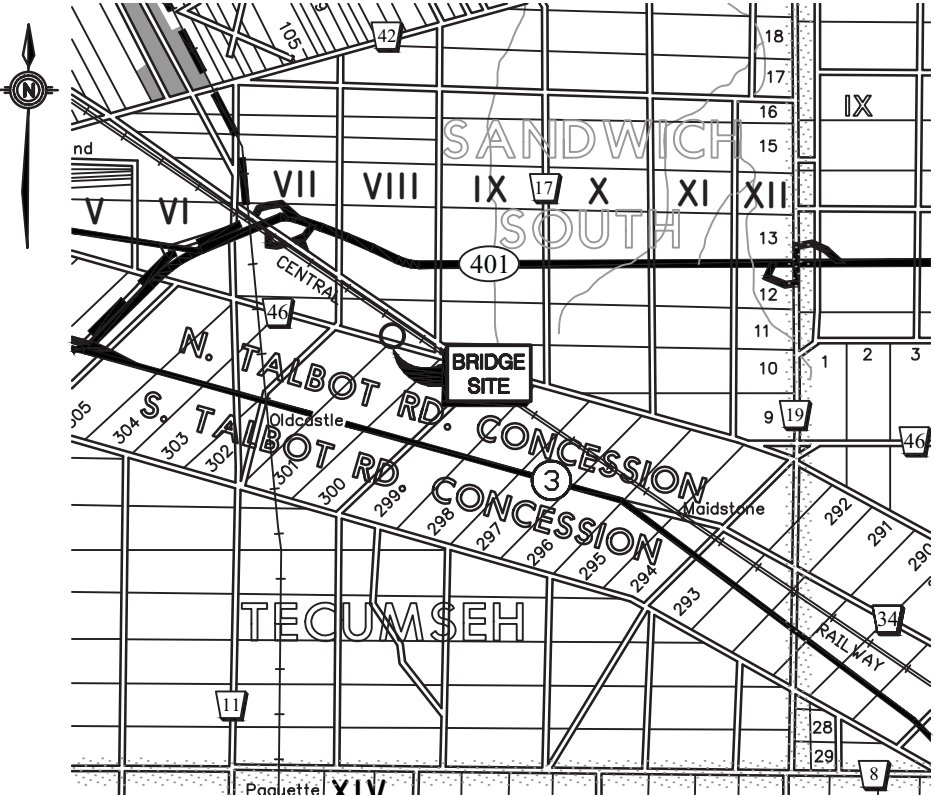 N
9
105
42
18
17
16
IX
15
SANDWICH
nd
V
VI
VII
VIII
IX
17
X
XI
XII
SOUTH
13
401
CENTRAL
12
46
11
N. TALBOT RD. CONCESSION
BRIDGE
SITE
10
1
2
3
305
304
303
302
301
300
299
298
297
296
295
294
293
292
291
290
S. TALBOT RD CONCESSION
Oldcastle
9
19
46
3
Maidstone
TECUMSEH
34
RAILWAY
11
28
29
8
Paquette
XIV